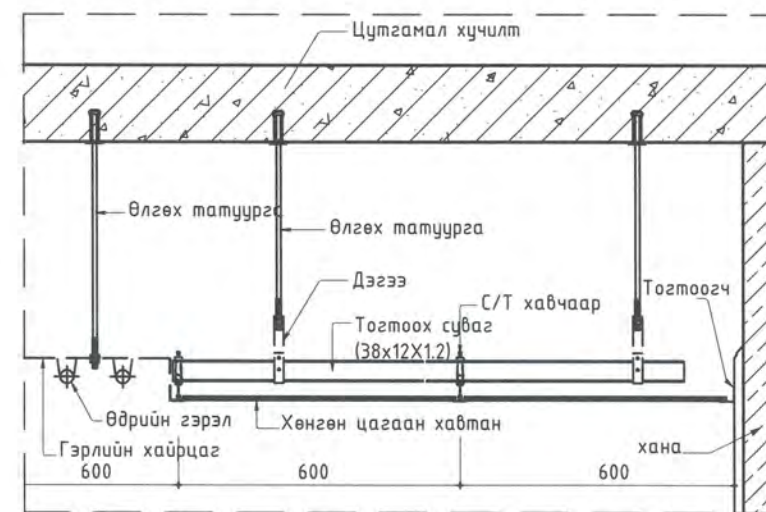 Цутгамал хучилт
Өлгөх татуурга
Өлгөх татуурга
Дэгээ
С/Т хавчаар
Тогтоогч
Тогтоох суваг
(38х12X1.2)
Өдрийн гэрэл
Хөнгөн цагаан хавтан
Гэрлийн хайрцаг
хана
600
600
600